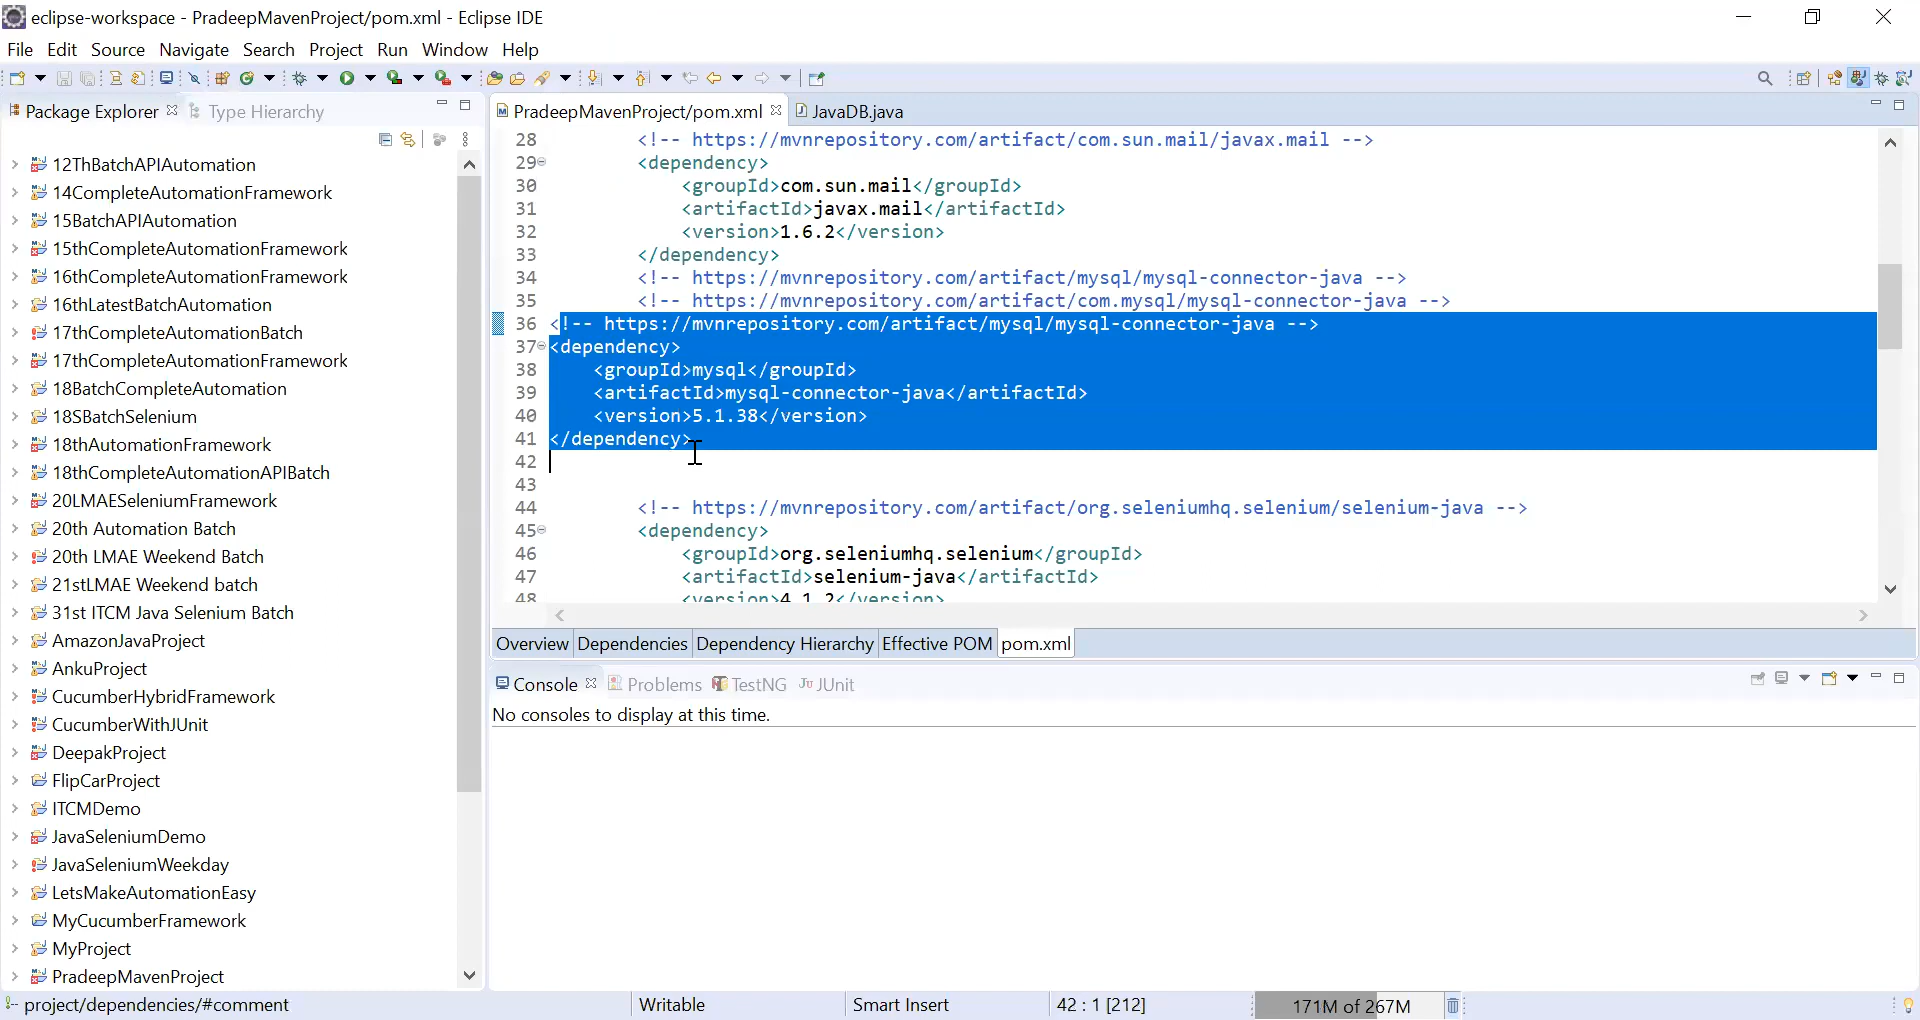 eclipse-workspace - PradeepMavenProject/pom.xml - Eclipse IDE
File Edit Source Navigate Search Project Run Window Help
Package Explorer Type Hierarchy
12ThBatchAPIAutomation
14CompleteAutomationFramework
15BatchAPIAutomation
15thCompleteAutomationFramework
16thCompleteAutomationFramework
16thLatestBatchAutomation
17thCompleteAutomationBatch
17thCompleteAutomationFramework
18BatchCompleteAutomation
18SBatchSelenium
18thAutomationFramework
18thCompleteAutomationAPIBatch
20LMAESeleniumFramework
20th Automation Batch
20th LMAE Weekend Batch
21stLMAE Weekend batch
31st ITCM Java Selenium Batch
AmazonJavaProject
AnkuProject
CucumberHybridFramework
CucumberWithJUnit
DeepakProject
FlipCarProject
ITCMDemo
JavaSeleniumDemo
JavaSeleniumWeekday
LetsMakeAutomationEasy
MyCucumberFramework
MyProject
PradeepMavenProject
PradeepMavenProject/pom.xml JavaDB.java
28 <!-- https://mvnrepository.com/artifact/com.sun.mail/javax.mail -->
29 <dependency>
30 <groupId>com.sun.mail</groupId>
31 <artifactId>javax.mail</artifactId>
32 <version>1.6.2</version>
33 </dependency>
34 <!-- https://mvnrepository.com/artifact/mysql/mysql-connector-java -->
35 <!-- https://mvnrepository.com/artifact/com.mysql/mysql-connector-java -->
36 <!-- https://mvnrepository.com/artifact/mysql/mysql-connector-java -->
37 <dependency>
38 <groupId>mysql</groupId>
39 <artifactId>mysql-connector-java</artifactId>
40 <version>5.1.38</version>
41 </dependency>
42
43
44 <!-- https://mvnrepository.com/artifact/org.seleniumhq.selenium/selenium-java -->
45 <dependency>
46 <groupId>org.seleniumhq.selenium</groupId>
47 <artifactId>selenium-java</artifactId>
48 <version>4.1.2</version>
Overview Dependencies Dependency Hierarchy Effective POM pom.xml
Console Problems TestNG JUnit
No consoles to display at this time.
project/dependencies/#comment Writable Smart Insert 42 : 1 [212] 171M of 267M